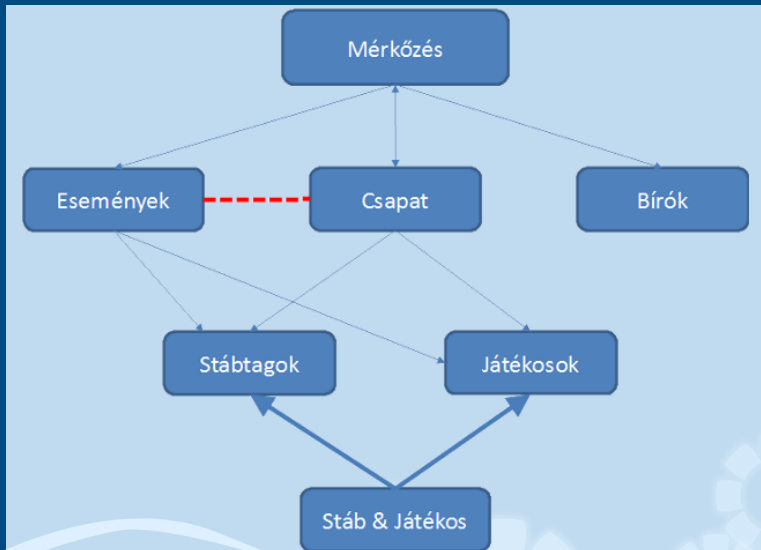 Mérkőzés
Események
Csapat
Bírók
Stábtagok
Játékosok
Stáb & Játékos